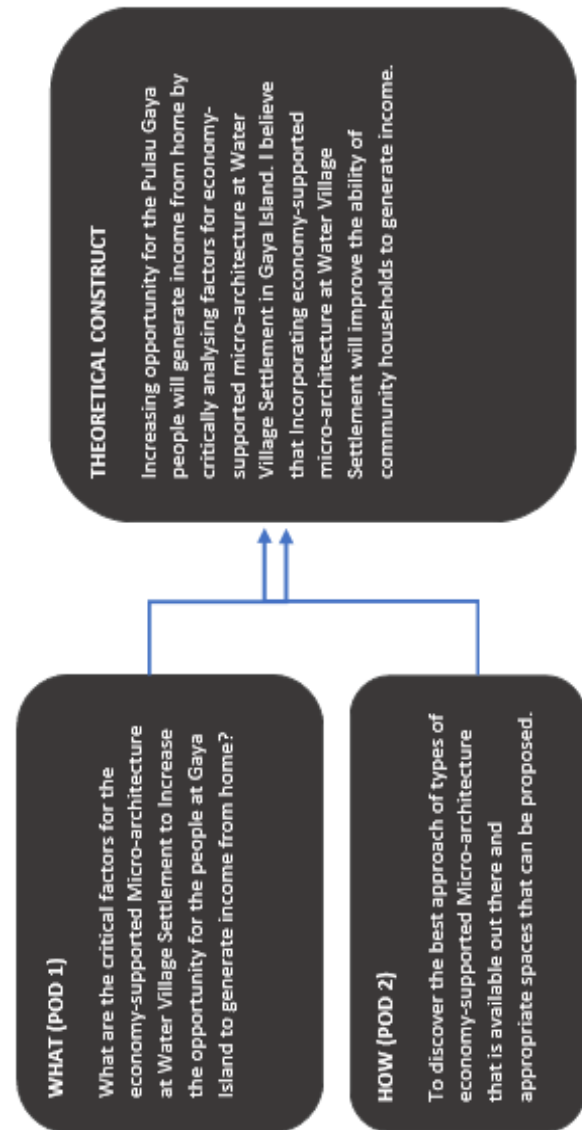 WHAT (POD 1)
What are the critical factors for the
economy-supported Micro-architecture
at Water Village Settlement to Increase
the opportunity for the people at Gaya
Island to generate income from home?
HOW (POD 2)
To discover the best approach of types of
economy-supported Micro-architecture
that is available out there and
appropriate spaces that can be proposed.
THEORETICAL CONSTRUCT
Increasing opportunity for the Pulau Gaya
people will generate income from home by
critically analysing factors for economy-
supported micro-architecture at Water
Village Settlement in Gaya Island. I believe
that Incorporating economy-supported
micro-architecture at Water Village
Settlement will improve the ability of
community households to generate income.